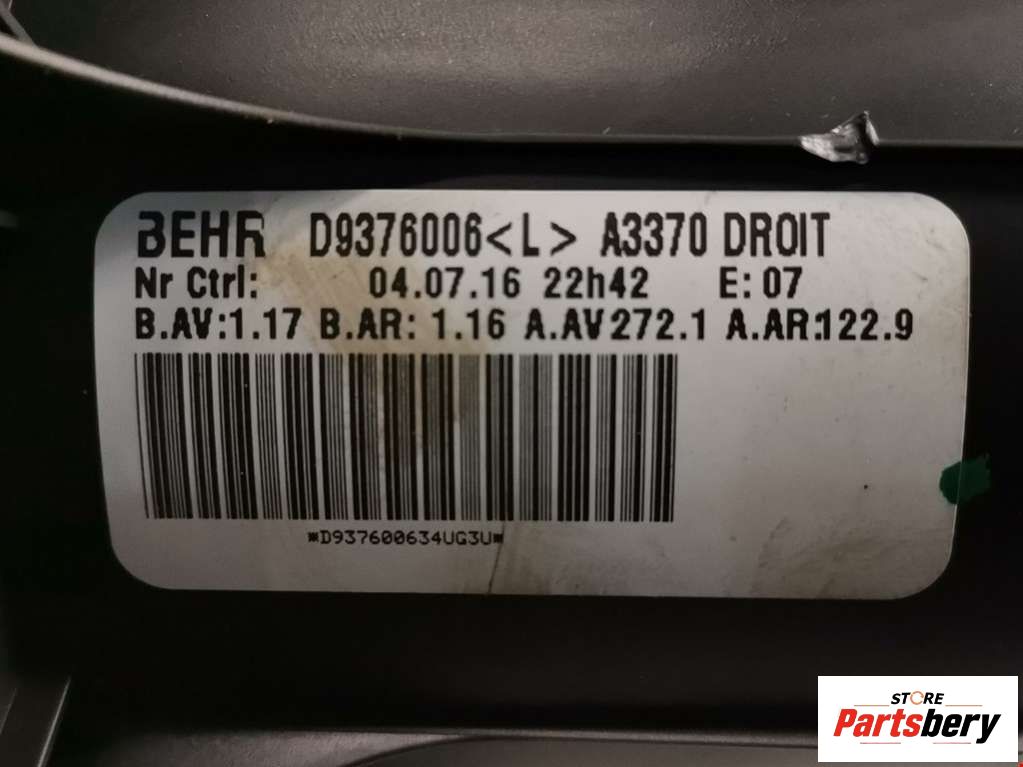 BEHR D9376006<L> A3370 DROIT
Nr Ctrl: 04.07.16 22h42 E: 07
B.AV:1.17 B.AR: 1.16 A.AV272.1 A.AR:122.9
*D937600634UG3U*
STORE
Partsbery